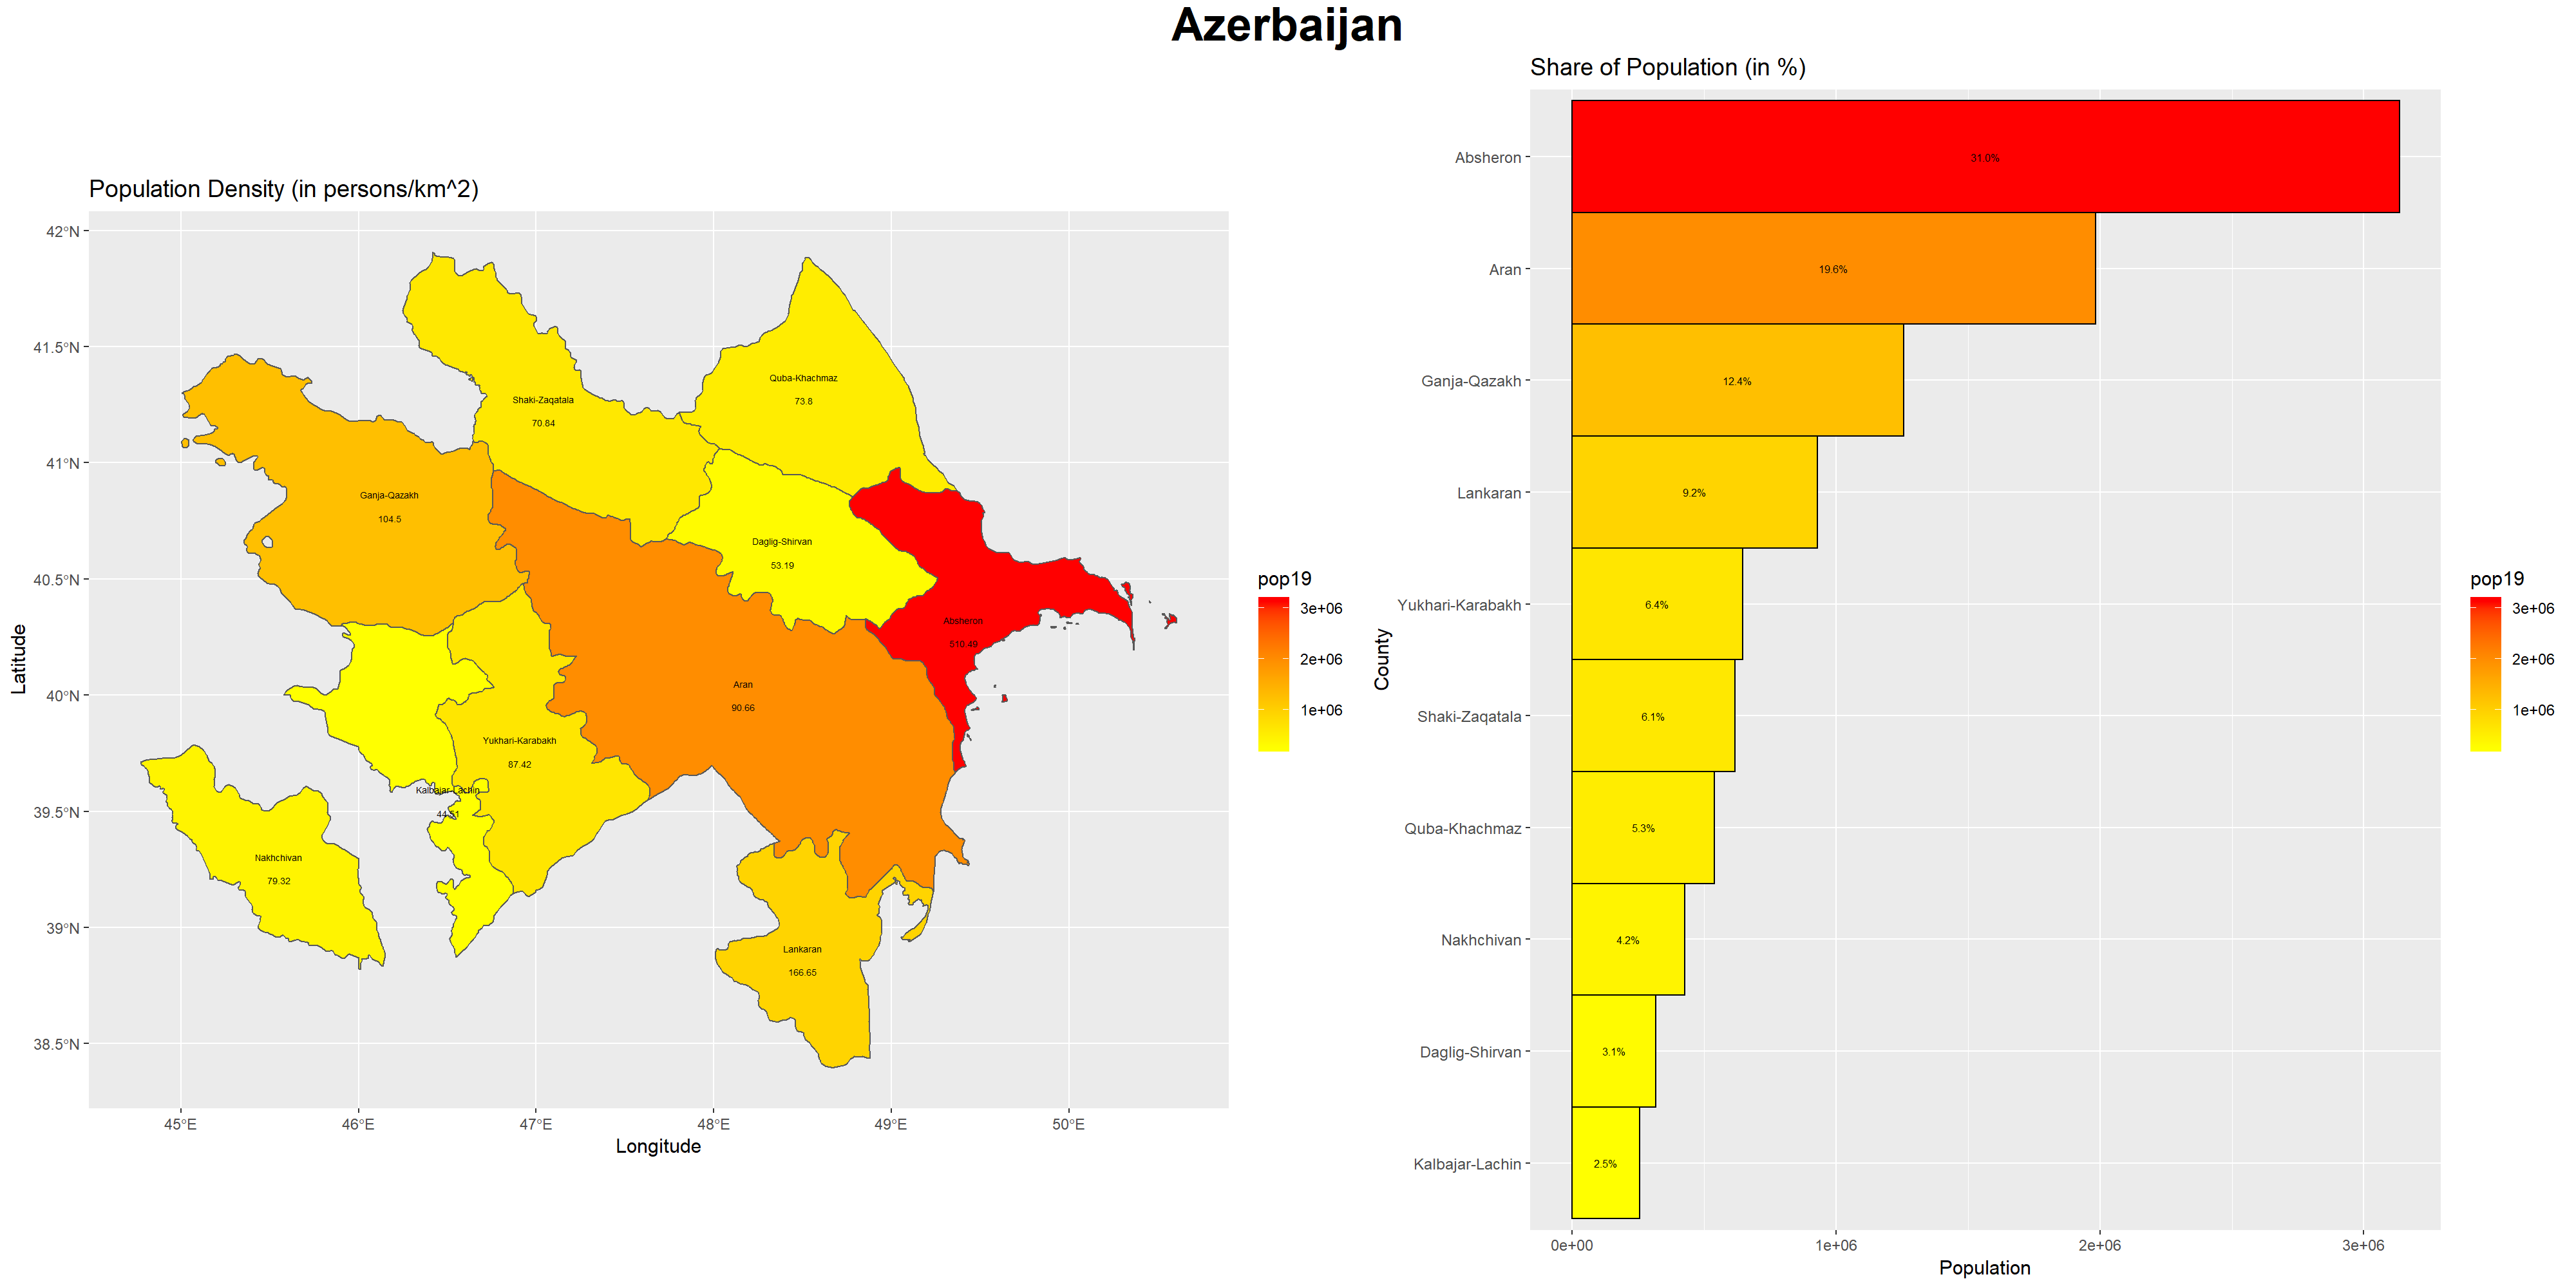 Azerbaijan
Population Density (in persons/km^2)
42°N
41.5°N
41°N
40.5°N
40°N
39.5°N
39°N
38.5°N
Latitude
Quba-Khachmaz
73.8
Shaki-Zaqatala
70.84
Ganja-Qazakh
104.5
Daglig-Shirvan
53.19
Absheron
510.49
Aran
90.66
Yukhari-Karabakh
87.42
Kalbajar-Lachin
Nakhchivan
79.32
Lankaran
166.65
45°E
46°E
47°E
48°E
49°E
50°E
Longitude
pop19
3e+06
2e+06
1e+06
Share of Population (in %)
County
Absheron
31.0%
Aran
19.6%
Ganja-Qazakh
12.4%
Lankaran
9.2%
Yukhari-Karabakh
6.4%
Shaki-Zaqatala
6.1%
Quba-Khachmaz
5.3%
Nakhchivan
4.2%
Daglig-Shirvan
3.1%
Kalbajar-Lachin
2.5%
0e+00
1e+06
2e+06
3e+06
Population
pop19
3e+06
2e+06
1e+06